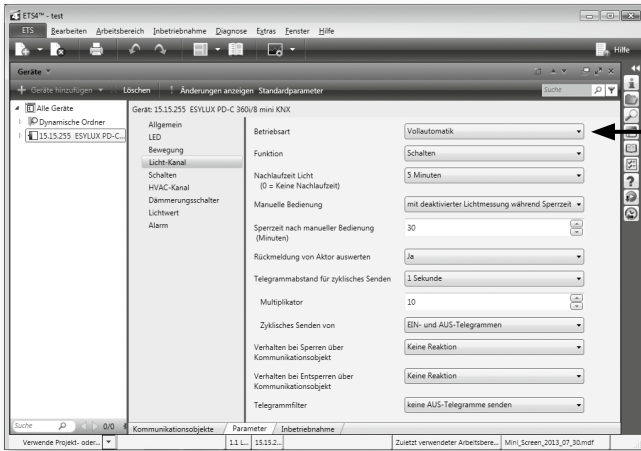 ETS4™ - test
ETS Bearbeiten Arbeitsbereich Inbetriebnahme Diagnose Extras Fenster Hilfe
Hilfe
Geräte
Geräte hinzufügen Löschen Änderungen anzeigen Standardparameter Suche
Alle Geräte
Dynamische Ordner
15.15.255 ESYLUX PD-C...
Gerät: 15.15.255 ESYLUX PD-C 360i/8 mini KNX
Allgemein
LED
Bewegung
Licht-Kanal
Schalten
HVAC-Kanal
Dämmerungsschalter
Lichtwert
Alarm
Betriebsart Vollautomatik
Funktion Schalten
Nachlaufzeit Licht 5 Minuten
(0 = Keine Nachlaufzeit)
Manuelle Bedienung mit deaktivierter Lichtmessung während Sperrzeit
Sperrzeit nach manueller Bedienung 30
(Minuten)
Rückmeldung von Aktor auswerten Ja
Telegrammabstand für zyklisches Senden 1 Sekunde
Multiplikator 10
Zyklisches Senden von EIN- und AUS-Telegrammen
Verhalten bei Sperren über Keine Reaktion
Kommunikationsobjekt
Verhalten bei Entsperren über Keine Reaktion
Kommunikationsobjekt
Telegrammfilter keine AUS-Telegramme senden
Suche 0/0
Kommunikationsobjekte Parameter Inbetriebnahme
Verwende Projekt- oder... 1.1 L... 15.15.2... Zuletzt verwendeter Arbeitsbere... Mini_Screen_2013_07_30.mdf